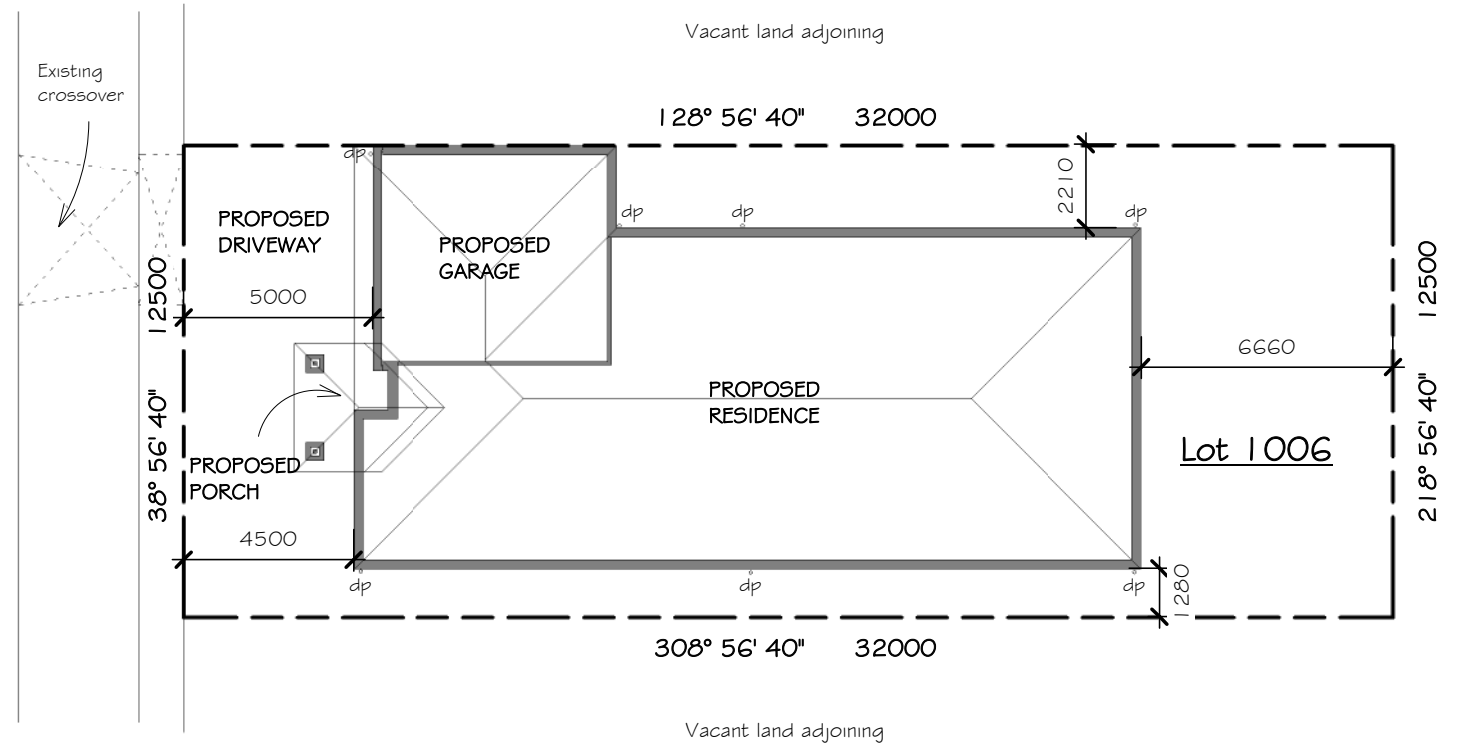 Vacant land adjoining
Existing
crossover
128° 56' 40"    32000
dp
2210
PROPOSED
DRIVEWAY
dp
dp
dp
PROPOSED
GARAGE
5000
38° 56' 40"    12500
218° 56' 40"    12500
6660
PROPOSED
RESIDENCE
Lot 1006
PROPOSED
PORCH
4500
dp
dp
dp
1280
308° 56' 40"    32000
Vacant land adjoining